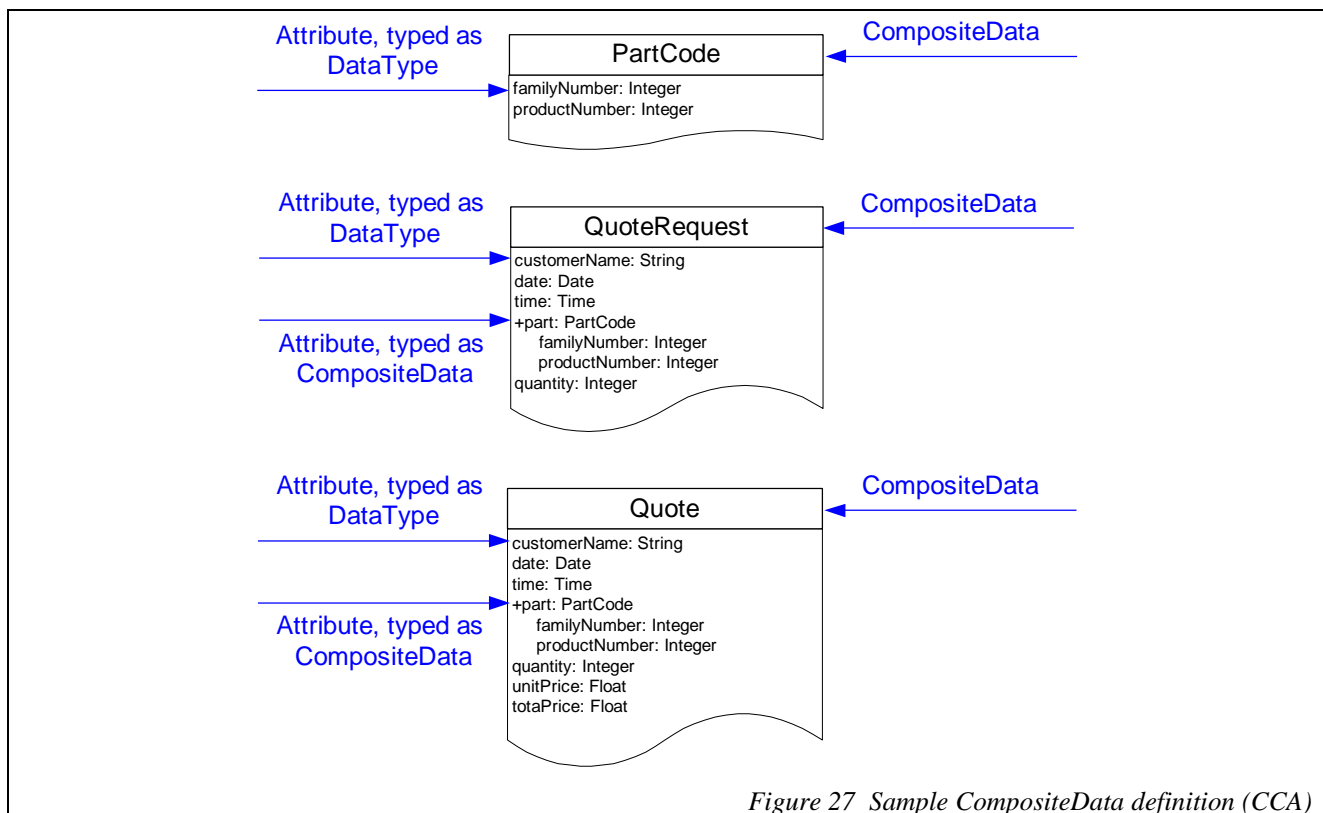 Attribute, typed as
DataType
PartCode
CompositeData
familyNumber: Integer
productNumber: Integer
Attribute, typed as
DataType
QuoteRequest
CompositeData
customerName: String
date: Date
time: Time
+part: PartCode
familyNumber: Integer
productNumber: Integer
quantity: Integer
Attribute, typed as
CompositeData
Attribute, typed as
DataType
Quote
CompositeData
customerName: String
date: Date
time: Time
+part: PartCode
familyNumber: Integer
productNumber: Integer
quantity: Integer
unitPrice: Float
totaPrice: Float
Attribute, typed as
CompositeData
Figure 27 Sample CompositeData definition (CCA)